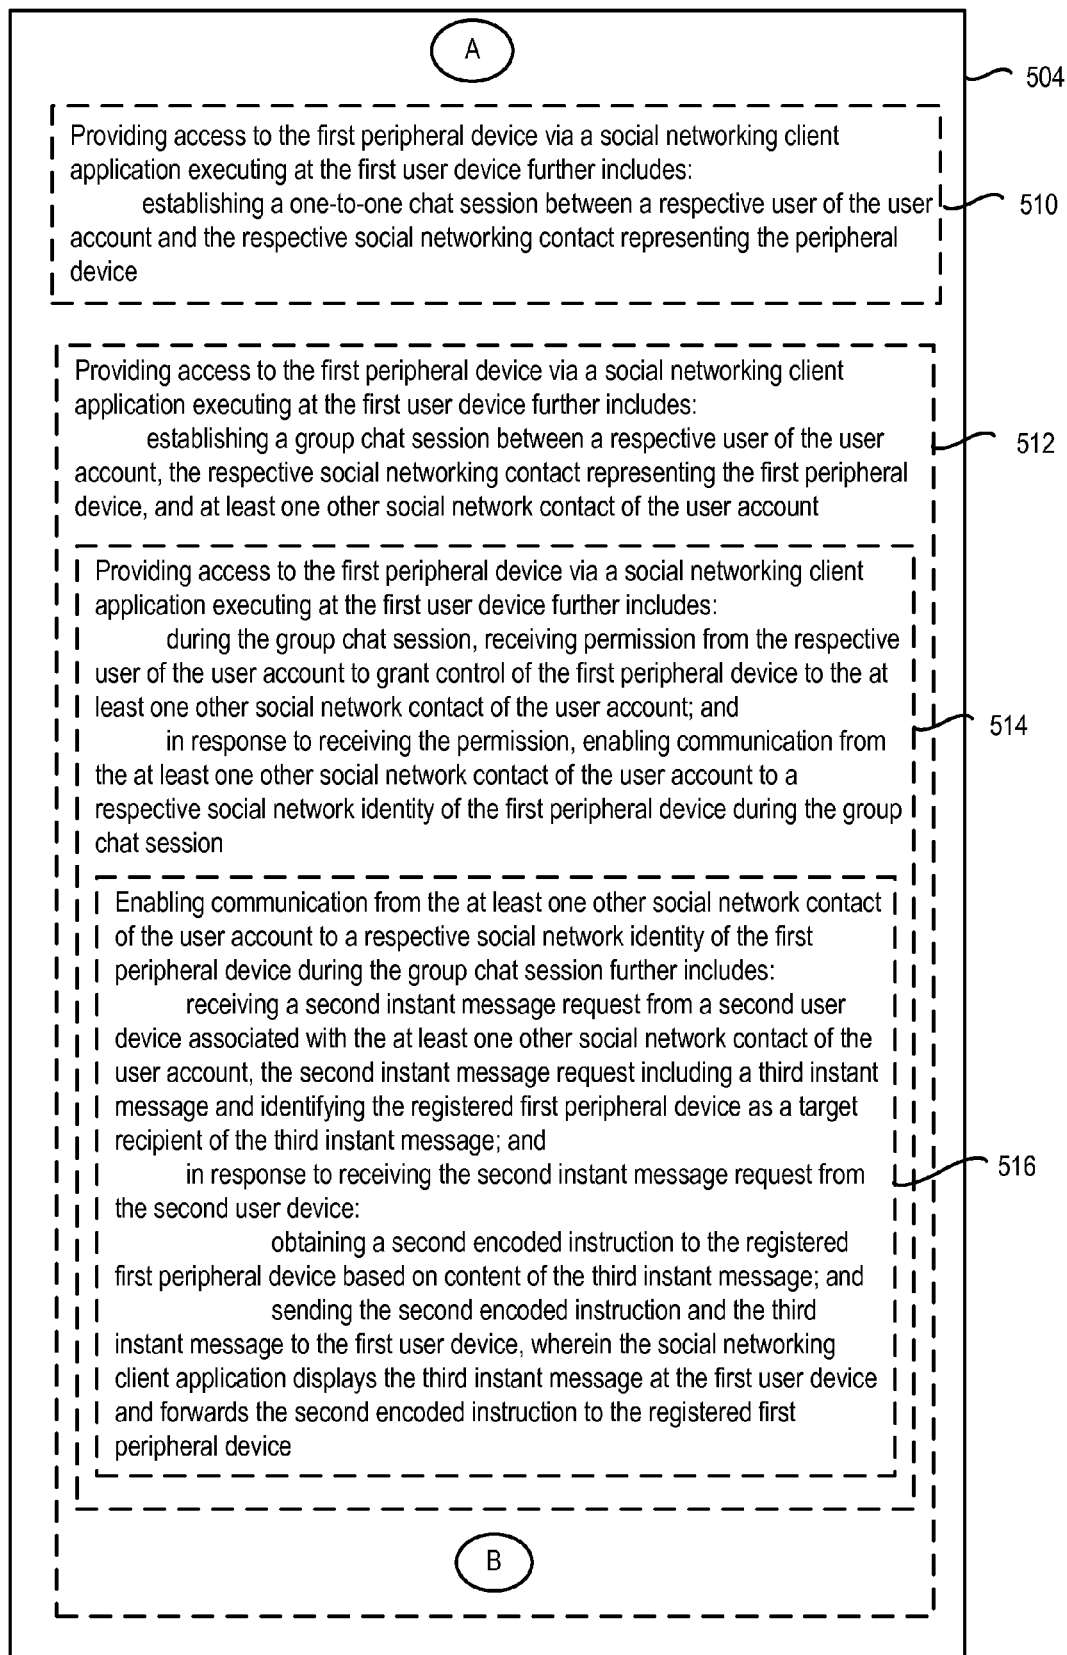 A
504
Providing access to the first peripheral device via a social networking client
application executing at the first user device further includes:
establishing a one-to-one chat session between a respective user of the user
account and the respective social networking contact representing the peripheral
device
510
Providing access to the first peripheral device via a social networking client
application executing at the first user device further includes:
establishing a group chat session between a respective user of the user
account, the respective social networking contact representing the first peripheral
device, and at least one other social network contact of the user account
512
Providing access to the first peripheral device via a social networking client
application executing at the first user device further includes:
during the group chat session, receiving permission from the respective
user of the user account to grant control of the first peripheral device to the at
least one other social network contact of the user account; and
in response to receiving the permission, enabling communication from
the at least one other social network contact of the user account to a
respective social network identity of the first peripheral device during the group
chat session
514
Enabling communication from the at least one other social network contact
of the user account to a respective social network identity of the first
peripheral device during the group chat session further includes:
receiving a second instant message request from a second user
device associated with the at least one other social network contact of the
user account, the second instant message request including a third instant
message and identifying the registered first peripheral device as a target
recipient of the third instant message; and
in response to receiving the second instant message request from
the second user device:
obtaining a second encoded instruction to the registered
first peripheral device based on content of the third instant message; and
sending the second encoded instruction and the third
instant message to the first user device, wherein the social networking
client application displays the third instant message at the first user device
and forwards the second encoded instruction to the registered first
peripheral device
516
B